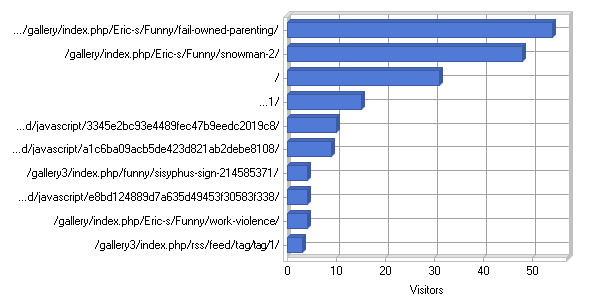 .../gallery/index.php/Eric-s/Funny/fail-owned-parenting/
/gallery/index.php/Eric-s/Funny/snowman-2/
/
...1/
...d/javascript/3345e2bc93e4489fec47b9eedc2019c8/
...d/javascript/a1c6ba09acb5de423d821ab2debe8108/
/gallery3/index.php/funny/sisyphus-sign-214585371/
...d/javascript/e8bd124889d7a635d49453f30583f338/
/gallery/index.php/Eric-s/Funny/work-violence/
/gallery3/index.php/rss/feed/tag/tag/1/
0 10 20 30 40 50
Visitors